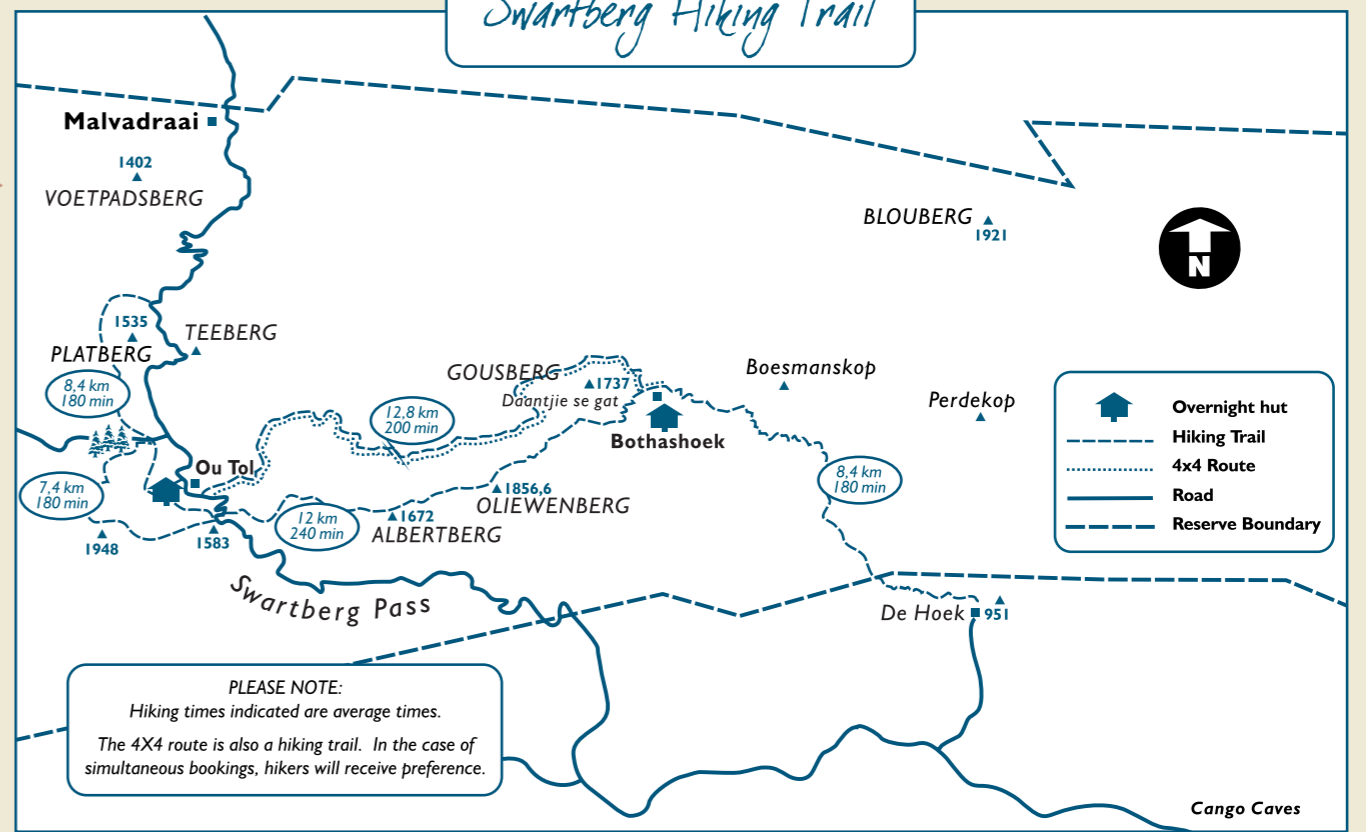 Swartberg Hiking Trail
Malvadraai
1402
VOETPADSBERG
BLOUBERG
1921
N
1535
TEEBERG
PLATBERG
8,4 km
180 min
GOUSBERG
1737
Daantjie se gat
Boesmanskop
Perdekop
12,8 km
200 min
Bothashoek
Ou Tol
7,4 km
180 min
8,4 km
180 min
1856,6
OLIEWENBERG
12 km
240 min
1672
ALBERTBERG
1948
1583
Swartberg Pass
De Hoek
951
Overnight hut
Hiking Trail
4x4 Route
Road
Reserve Boundary
PLEASE NOTE:
Hiking times indicated are average times.
The 4X4 route is also a hiking trail. In the case of
simultaneous bookings, hikers will receive preference.
Cango Caves